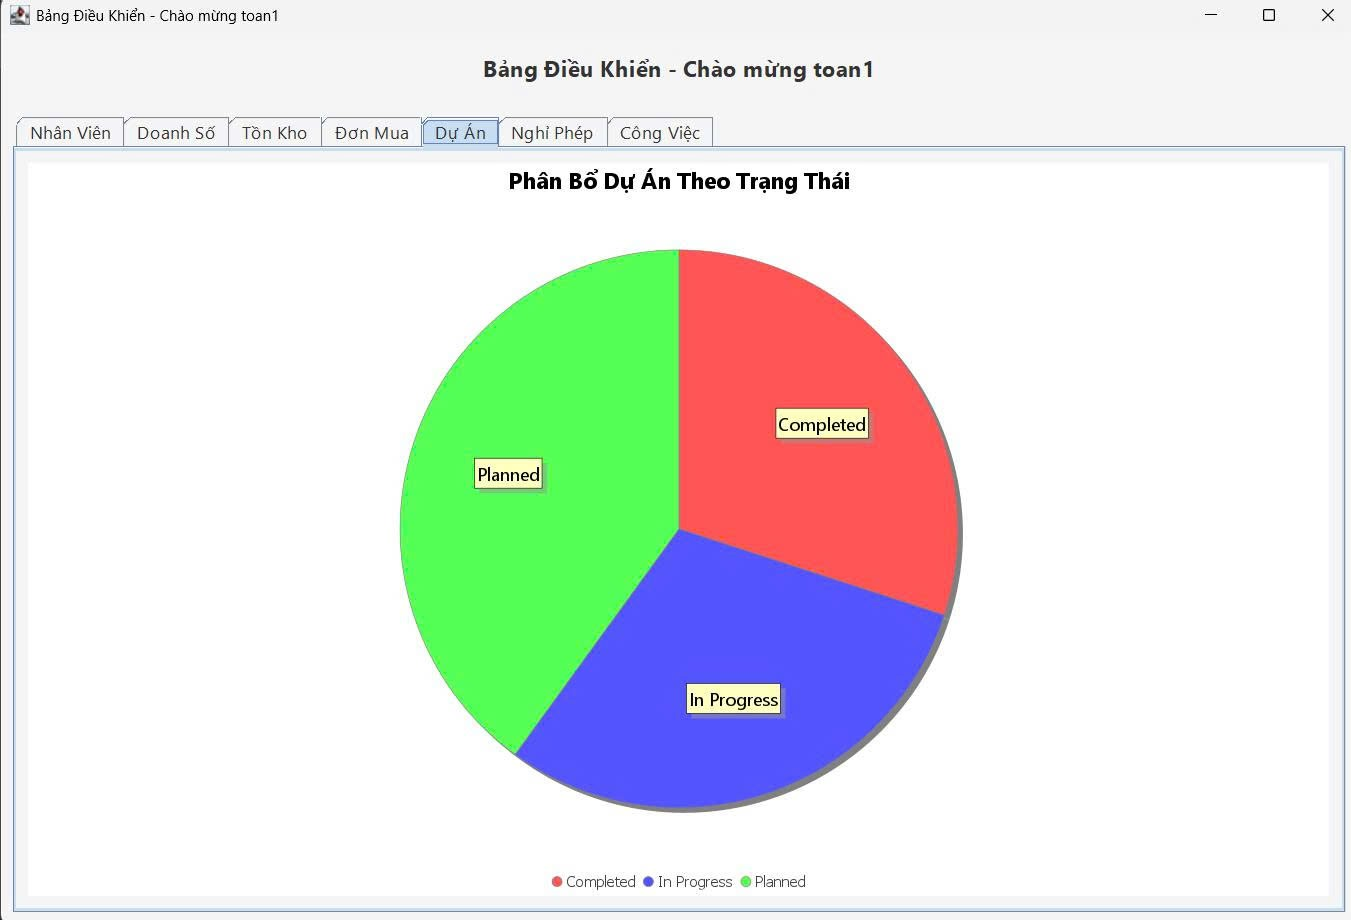 Bảng Điều Khiển - Chào mừng toan1
Bảng Điều Khiển - Chào mừng toan1
Nhân Viên Doanh Số Tồn Kho Đơn Mua Dự Án Nghỉ Phép Công Việc
Phân Bổ Dự Án Theo Trạng Thái
Completed
Planned
In Progress
Completed In Progress Planned